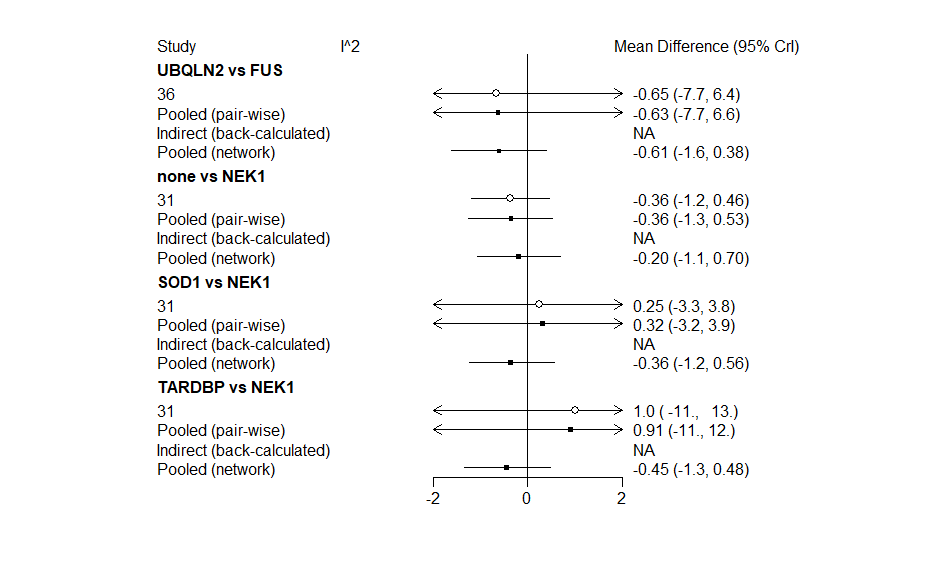 Study I^2 Mean Difference (95% CrI)
UBQLN2 vs FUS
36 -0.65 (-7.7, 6.4)
Pooled (pair-wise) -0.63 (-7.7, 6.6)
Indirect (back-calculated) NA
Pooled (network) -0.61 (-1.6, 0.38)
none vs NEK1
31 -0.36 (-1.2, 0.46)
Pooled (pair-wise) -0.36 (-1.3, 0.53)
Indirect (back-calculated) NA
Pooled (network) -0.20 (-1.1, 0.70)
SOD1 vs NEK1
31 0.25 (-3.3, 3.8)
Pooled (pair-wise) 0.32 (-3.2, 3.9)
Indirect (back-calculated) NA
Pooled (network) -0.36 (-1.2, 0.56)
TARDBP vs NEK1
31 1.0 ( -11., 13.)
Pooled (pair-wise) 0.91 (-11., 12.)
Indirect (back-calculated) NA
Pooled (network) -0.45 (-1.3, 0.48)
-2 0 2